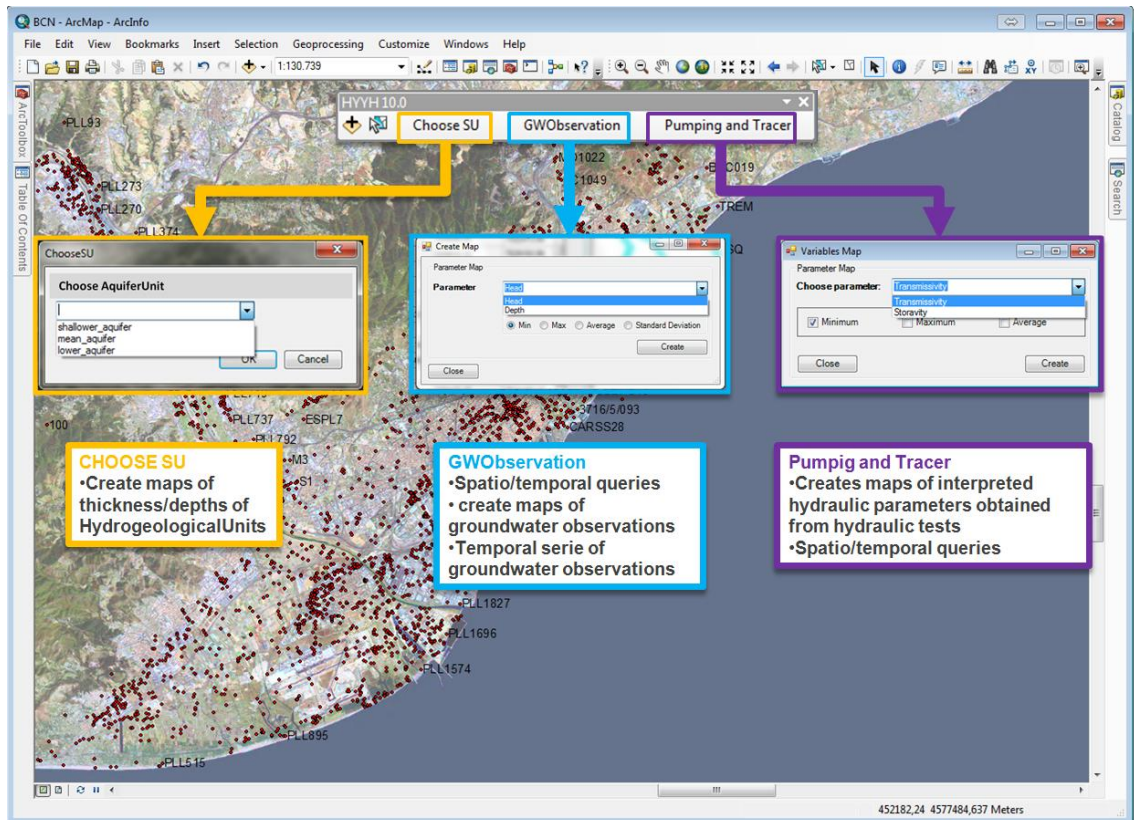 BCN - ArcMap - ArcInfo
File Edit View Bookmarks Insert Selection Geoprocessing Customize Windows Help
1:130.739
ArcToolbox
Table Of Contents
Catalog
Search
HYYH 10.0
Choose SU GWObservation Pumping and Tracer
PLL93
PLL273
PLL270
PLL374
TREM
ChooseSU
Choose AquiferUnit
shallower_aquifer
mean_aquifer
lower_aquifer
OK Cancel
Create Map
Parameter Map
Parameter Head
Head
Depth
Min Max Average Standard Deviation
Create
Close
Variables Map
Parameter Map
Choose parameter: Transmissivity
Transmissivity
Storavity
Minimum Maximum Average
Close Create
PLL737 ESPL7
100
PLL792
M3
S1
3716/5/093
CARSS28
CHOOSE SU
•Create maps of
thickness/depths of
HydrogeologicalUnits
GWObservation
•Spatio/temporal queries
• create maps of
groundwater observations
•Temporal serie of
groundwater observations
Pumpig and Tracer
•Creates maps of interpreted
hydraulic parameters obtained
from hydraulic tests
•Spatio/temporal queries
PLL1827
PLL1696
PLL1574
PLL895
PLL515
452182,24 4577484,637 Meters